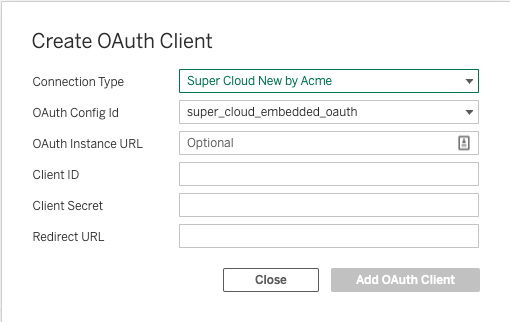 Create OAuth Client
Connection Type Super Cloud New by Acme
OAuth Config Id super_cloud_embedded_oauth
OAuth Instance URL Optional
Client ID
Client Secret
Redirect URL
Close Add OAuth Client